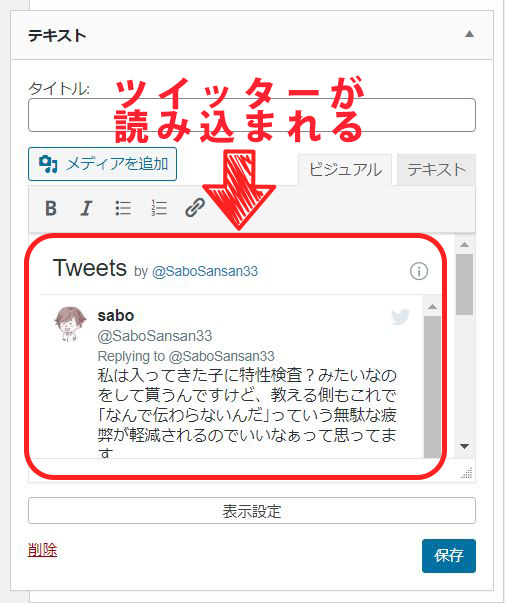 テキスト
タイトル:
ツイッターが
読み込まれる
メディアを追加
ビジュアル
テキスト
B I
Tweets by @SaboSansan33
sabo
@SaboSansan33
Replying to @SaboSansan33
私は入ってきた子に特性検査？みたいなの
をして貰うんですけど、教える側もこれで
｢なんで伝わらないんだ｣っていう無駄な疲
弊が軽減されるのでいいなぁって思ってま
す
表示設定
削除
保存